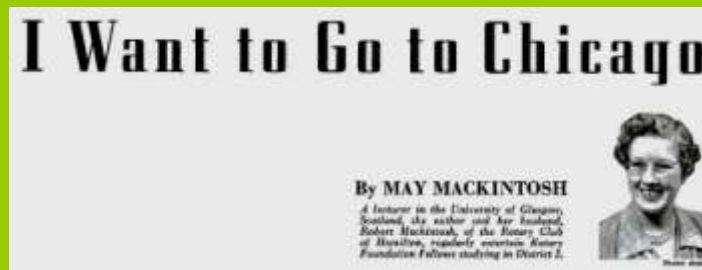 I Want to Go to Chicago
By MAY MACKINTOSH
A lecturer in the University of Glasgow,
Scotland, the author and her husband,
Robert Mackintosh, of the Rotary Club
of Hamilton, regularly entertain Rotary
Foundation Fellows studying in District 1.